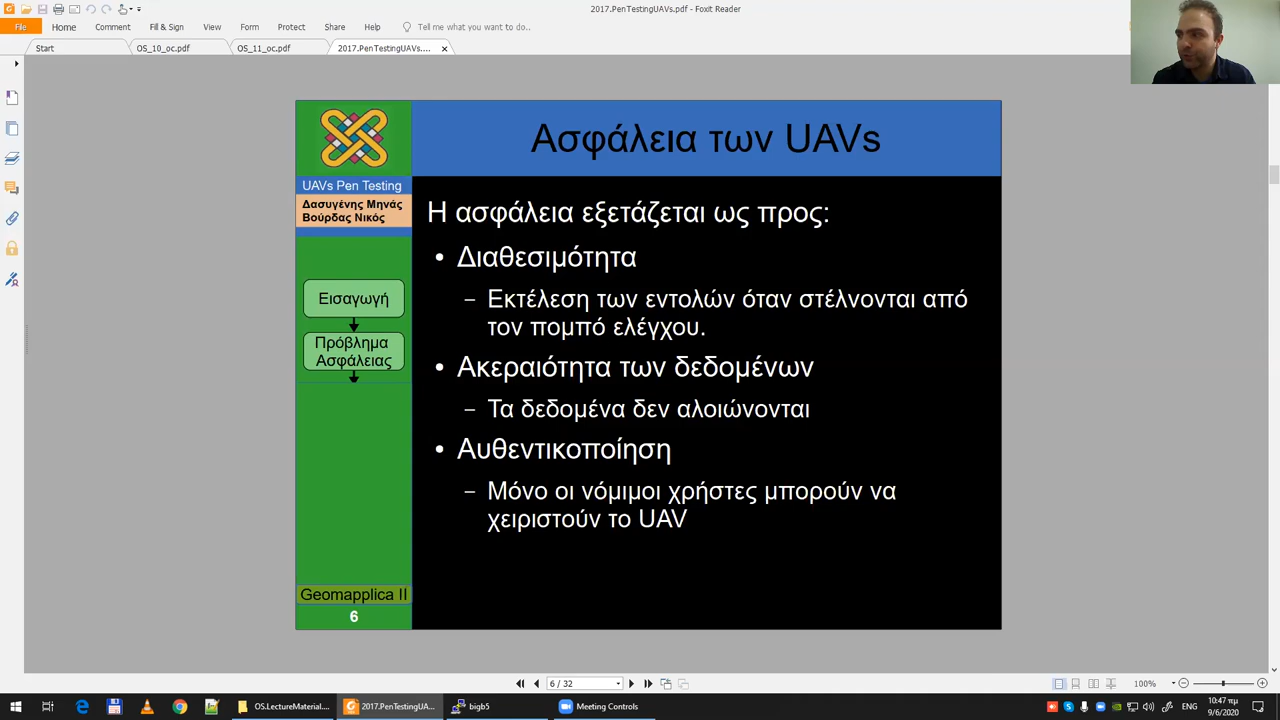 2017.PenTestingUAVs.pdf - Foxit Reader
File Home Comment Fill & Sign View Form Protect Share Help Tell me what you want to do..
Start OS_10_oc.pdf OS_11_oc.pdf 2017.PenTestingUAVs....
Ασφάλεια των UAVs
UAVs Pen Testing
Δασυγένης Μηνάς
Βούρδας Νικός
Εισαγωγή
Πρόβλημα
Ασφάλειας
Η ασφάλεια εξετάζεται ως προς:
• Διαθεσιμότητα
– Εκτέλεση των εντολών όταν στέλνονται από
τον πομπό ελέγχου.
• Ακεραιότητα των δεδομένων
– Τα δεδομένα δεν αλοιώνονται
• Αυθεντικοποίηση
– Μόνο οι νόμιμοι χρήστες μπορούν να
χειριστούν το UAV
Geomapplica II
6
6 / 32
100%
OS.LectureMaterial.... 2017.PenTestingUA... bigb5 Meeting Controls
10:47 πμ
9/6/2020